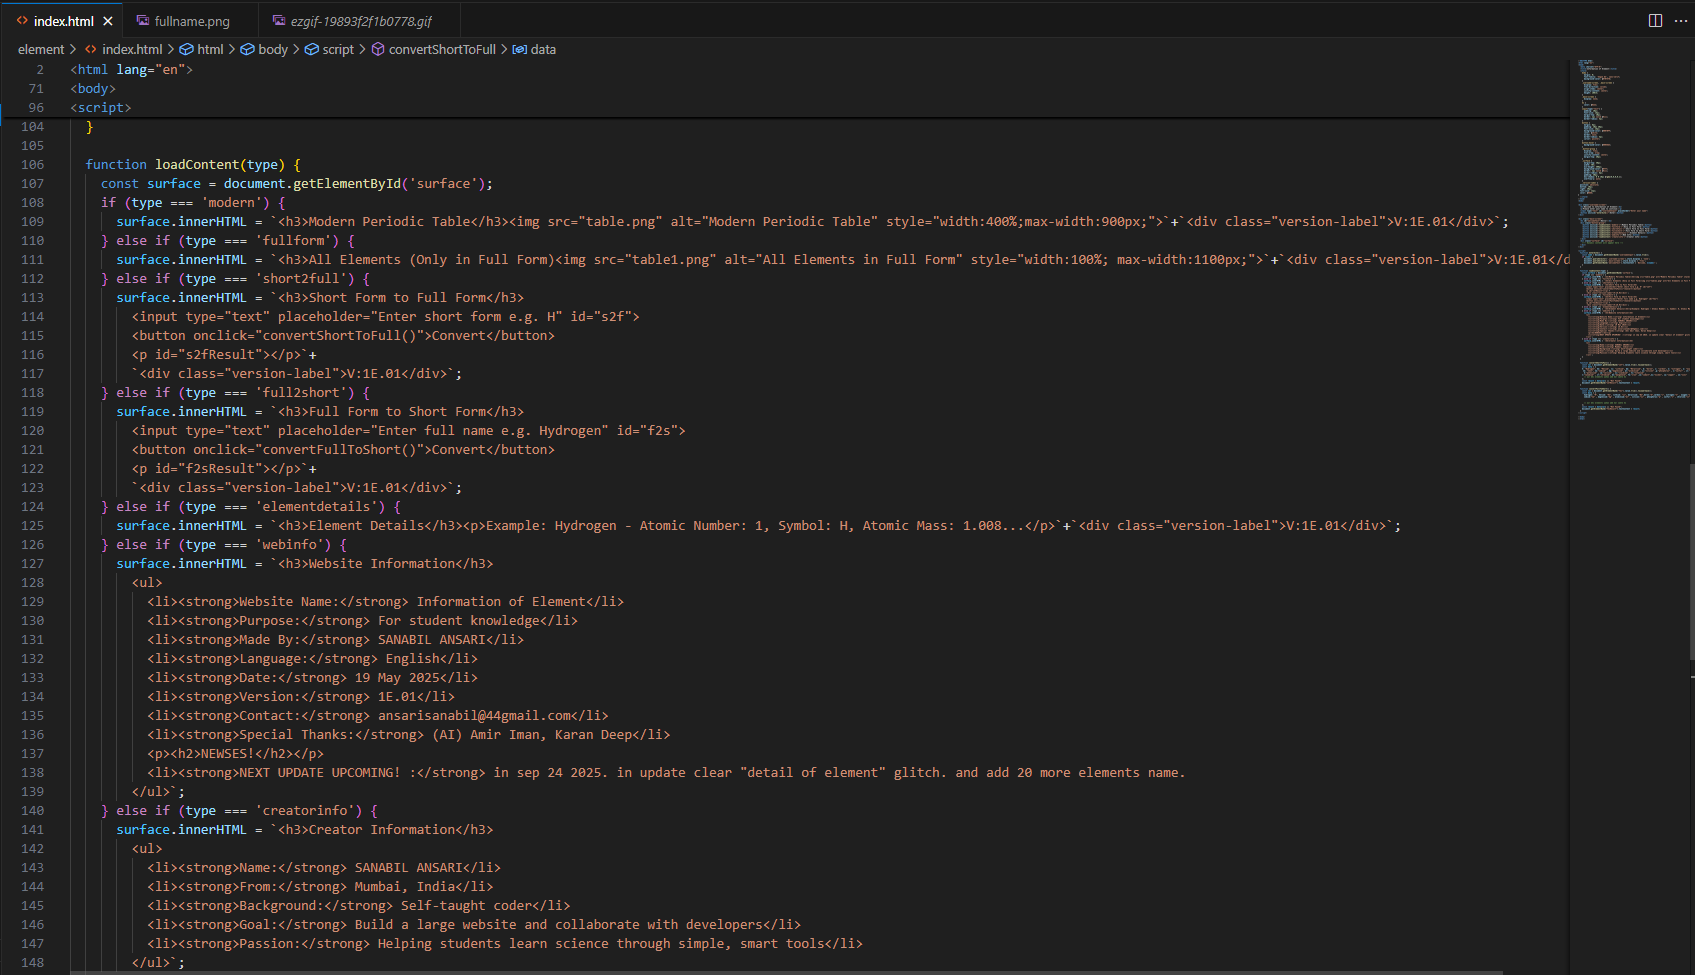 index.html
fullname.png
ezgif-19893f2f1b0778.gif
element > index.html > html > body > script > convertShortToFull > data
2 <html lang="en">
71 <body>
96 <script>
104 }
105
106 function loadContent(type) {
107 const surface = document.getElementById('surface');
108 if (type === 'modern') {
109 surface.innerHTML = `<h3>Modern Periodic Table</h3><img src="table.png" alt="Modern Periodic Table" style="width:400%;max-width:900px;">`+`<div class="version-label">V:1E.01</div>`;
110 } else if (type === 'fullform') {
111 surface.innerHTML = `<h3>All Elements (Only in Full Form)<img src="table1.png" alt="All Elements in Full Form" style="width:100%; max-width:1100px;">`+`<div class="version-label">V:1E.01</d
112 } else if (type === 'short2full') {
113 surface.innerHTML = `<h3>Short Form to Full Form</h3>
114 <input type="text" placeholder="Enter short form e.g. H" id="s2f">
115 <button onclick="convertShortToFull()">Convert</button>
116 <p id="s2fResult"></p>`+
117 `<div class="version-label">V:1E.01</div>`;
118 } else if (type === 'full2short') {
119 surface.innerHTML = `<h3>Full Form to Short Form</h3>
120 <input type="text" placeholder="Enter full name e.g. Hydrogen" id="f2s">
121 <button onclick="convertFullToShort()">Convert</button>
122 <p id="f2sResult"></p>`+
123 `<div class="version-label">V:1E.01</div>`;
124 } else if (type === 'elementdetails') {
125 surface.innerHTML = `<h3>Element Details</h3><p>Example: Hydrogen - Atomic Number: 1, Symbol: H, Atomic Mass: 1.008...</p>`+`<div class="version-label">V:1E.01</div>`;
126 } else if (type === 'webinfo') {
127 surface.innerHTML = `<h3>Website Information</h3>
128 <ul>
129 <li><strong>Website Name:</strong> Information of Element</li>
130 <li><strong>Purpose:</strong> For student knowledge</li>
131 <li><strong>Made By:</strong> SANABIL ANSARI</li>
132 <li><strong>Language:</strong> English</li>
133 <li><strong>Date:</strong> 19 May 2025</li>
134 <li><strong>Version:</strong> 1E.01</li>
135 <li><strong>Contact:</strong> ansarisanabil@44gmail.com</li>
136 <li><strong>Special Thanks:</strong> (AI) Amir Iman, Karan Deep</li>
137 <p><h2>NEWSES!</h2></p>
138 <li><strong>NEXT UPDATE UPCOMING! :</strong> in sep 24 2025. in update clear "detail of element" glitch. and add 20 more elements name.
139 </ul>`;
140 } else if (type === 'creatorinfo') {
141 surface.innerHTML = `<h3>Creator Information</h3>
142 <ul>
143 <li><strong>Name:</strong> SANABIL ANSARI</li>
144 <li><strong>From:</strong> Mumbai, India</li>
145 <li><strong>Background:</strong> Self-taught coder</li>
146 <li><strong>Goal:</strong> Build a large website and collaborate with developers</li>
147 <li><strong>Passion:</strong> Helping students learn science through simple, smart tools</li>
148 </ul>`;